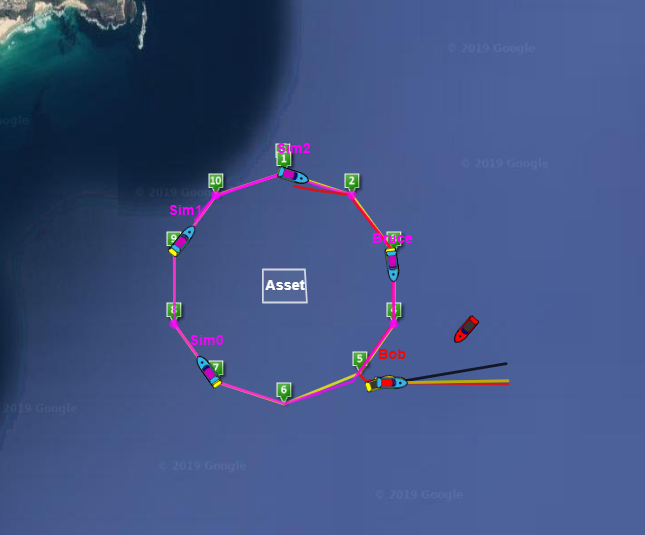 © 2019 Google
Sim2
1
© 2019 Google
10
2
© 2019 Google
Sim1
9
Bruce
Asset
8
4
Sim0
7
5
Bob
6
2019 Google
© 2019 Google
© 2019 Google